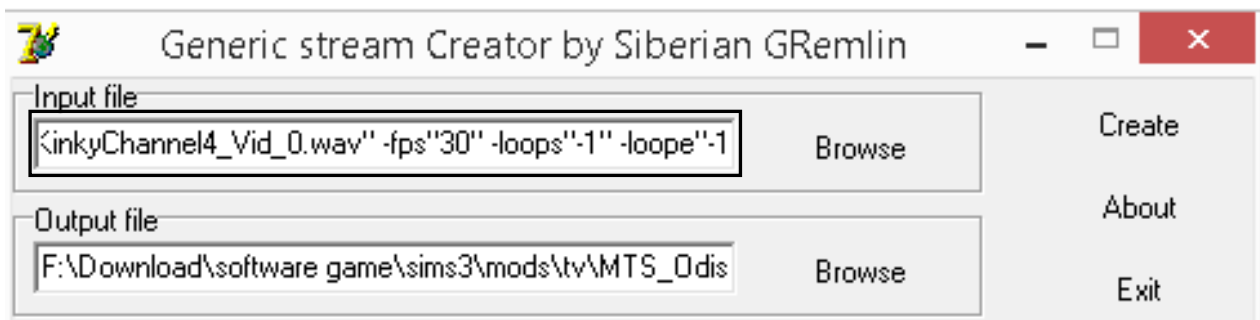 Generic stream Creator by Siberian GRemlin
Input file
KinkyChannel4_Vid_0.wav" -fps"30" -loops"-1" -loope"-1
Browse
Create
About
Output file
F:\Download\software game\sims3\mods\tv\MTS_Odis
Browse
Exit